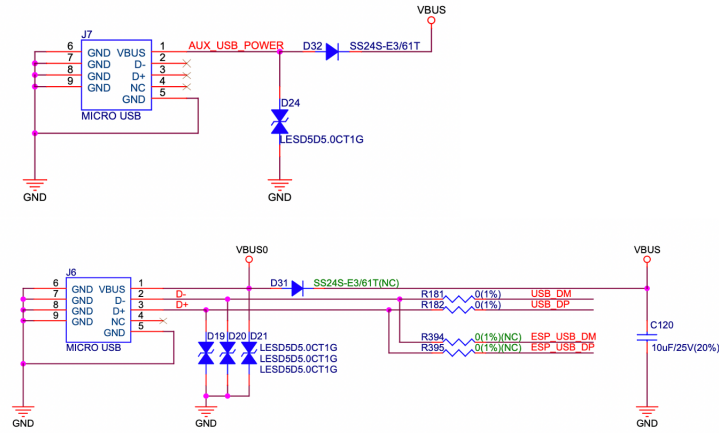 VBUS
J7
6 GND VBUS 1 AUX_USB_POWER D32 SS24S-E3/61T
7 GND D- 2
8 GND D+ 3
9 GND NC 4
GND 5
MICRO USB
D24
LESD5D5.0CT1G
GND GND
VBUS0 VBUS
J6
6 GND VBUS 1 D31 SS24S-E3/61T(NC)
7 GND D- 2 D- R181 0(1%) USB_DM
8 GND D+ 3 D+ R182 0(1%) USB_DP
9 GND NC 4
GND 5
MICRO USB
D19 D20 D21
LESD5D5.0CT1G
LESD5D5.0CT1G
LESD5D5.0CT1G
R394 0(1%)(NC) ESP_USB_DM
R395 0(1%)(NC) ESP_USB_DP
C120
10uF/25V(20%)
GND GND GND